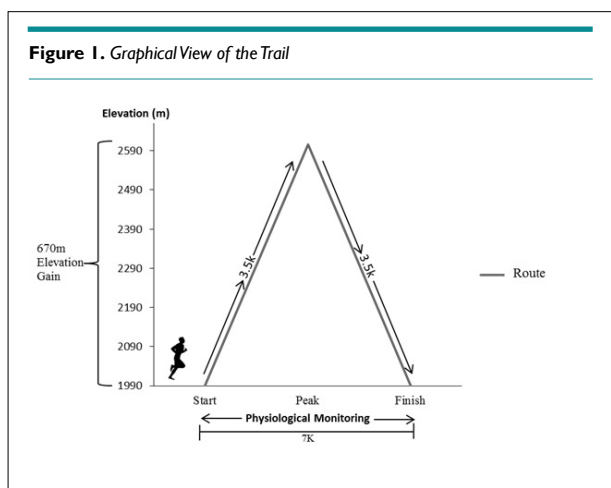 Figure 1. Graphical View of the Trail
Elevation (m)
2590
2490
2390
2290
2190
2090
1990
670m
Elevation
Gain
3.5k
3.5k
Route
Start Peak Finish
Physiological Monitoring
7K